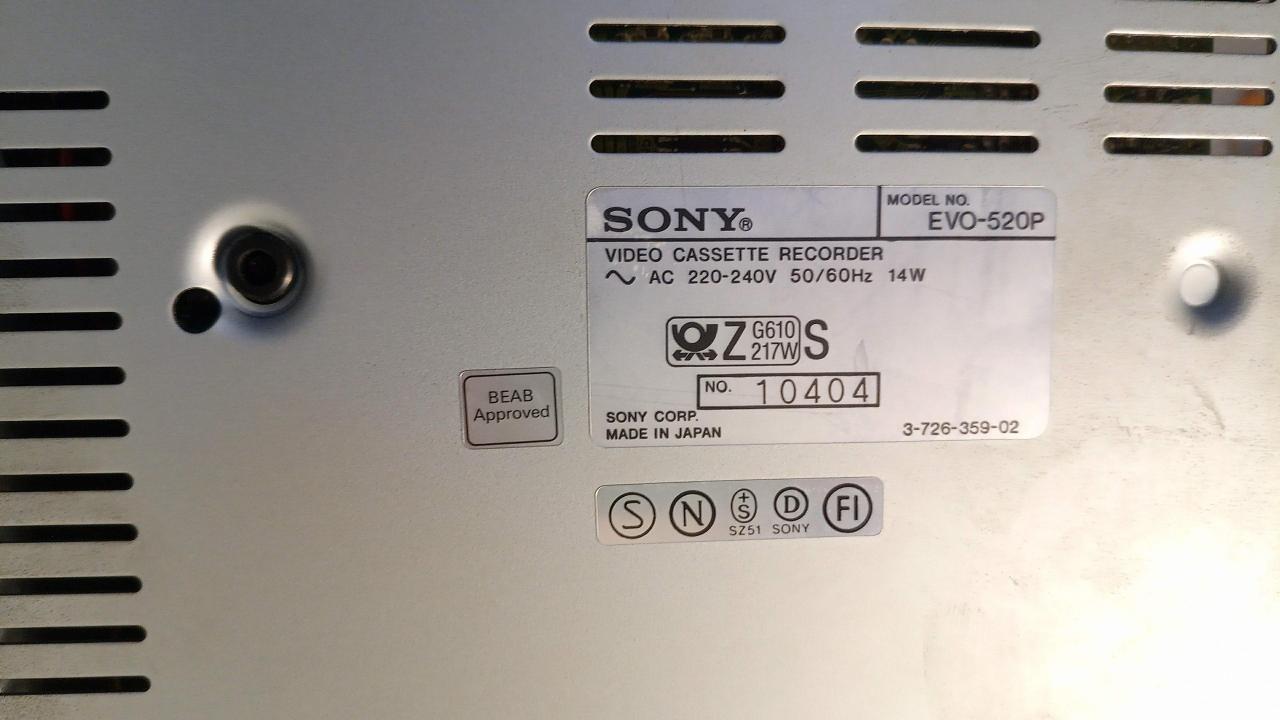 SONY®
MODEL NO.
EVO-520P
VIDEO CASSETTE RECORDER
AC 220-240V 50/60Hz 14W
Z G610 217W S
NO. 10404
SONY CORP.
MADE IN JAPAN
3-726-359-02
BEAB
Approved
S N +S D FI
SZ51 SONY